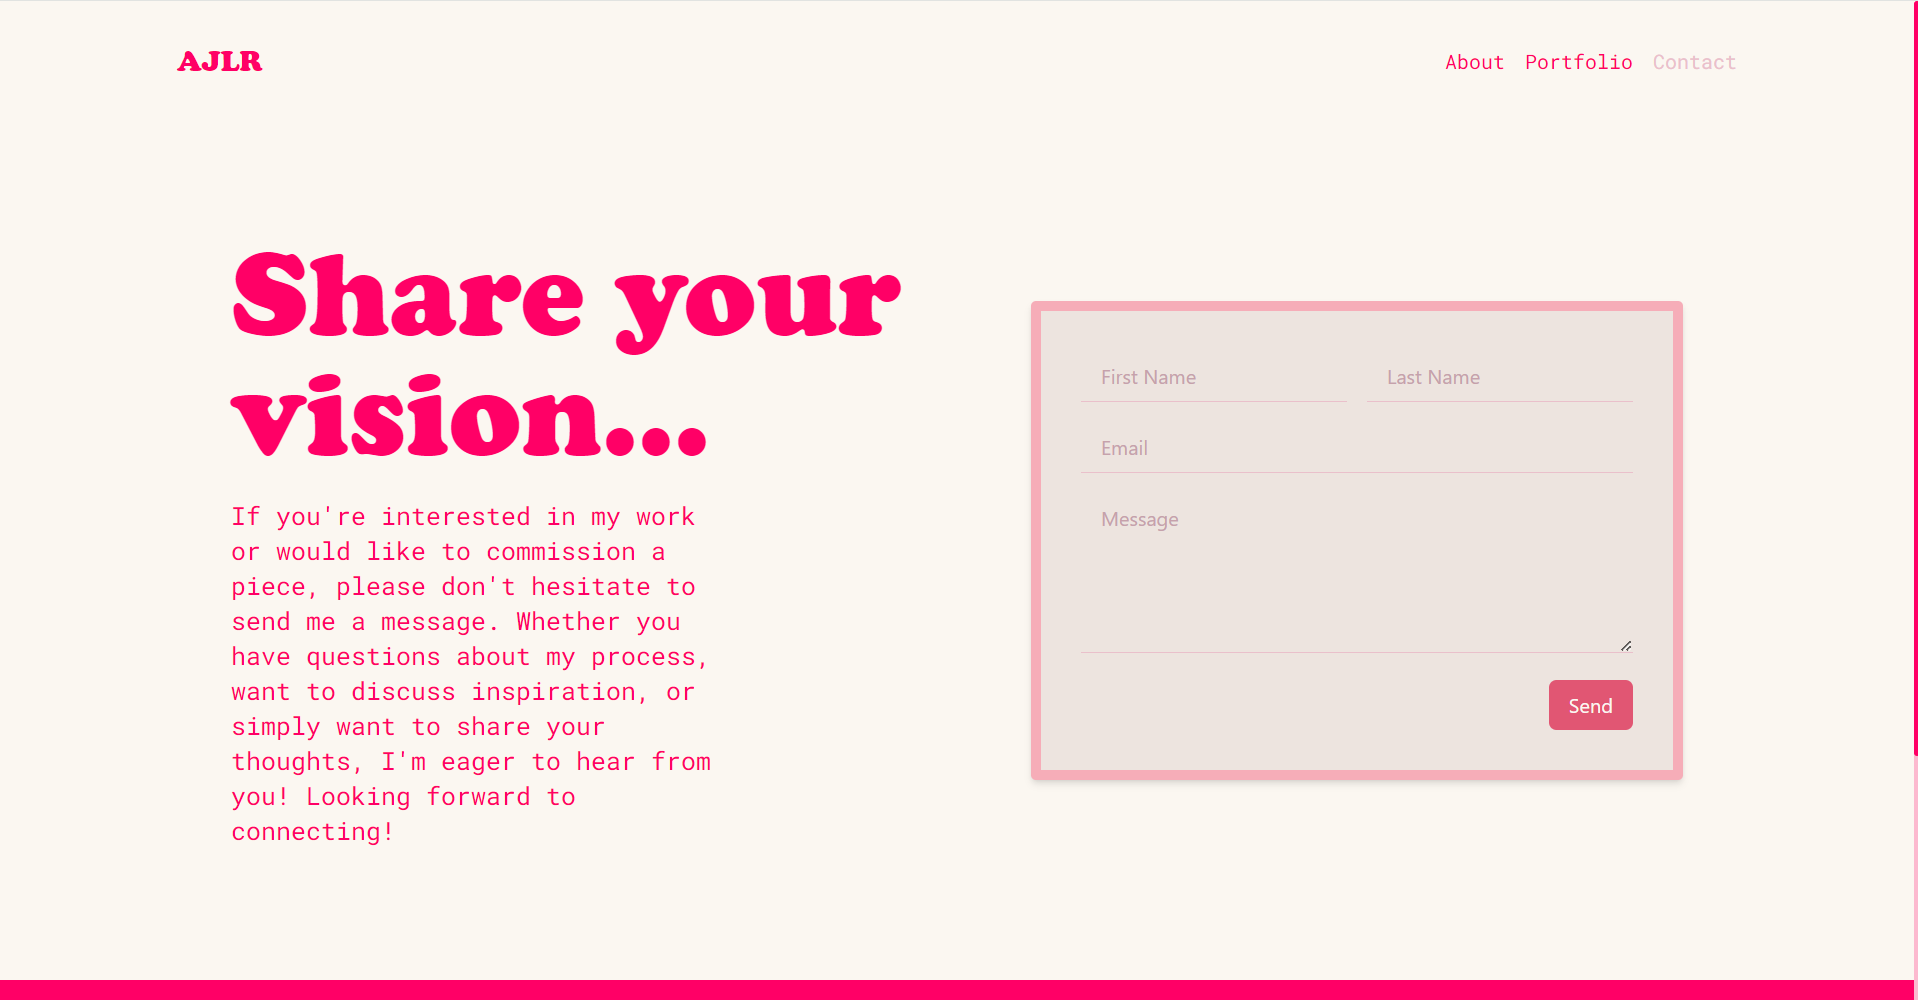 AJLR
About Portfolio Contact
Share your
vision...
If you're interested in my work
or would like to commission a
piece, please don't hesitate to
send me a message. Whether you
have questions about my process,
want to discuss inspiration, or
simply want to share your
thoughts, I'm eager to hear from
you! Looking forward to
connecting!
First Name Last Name
Email
Message
Send